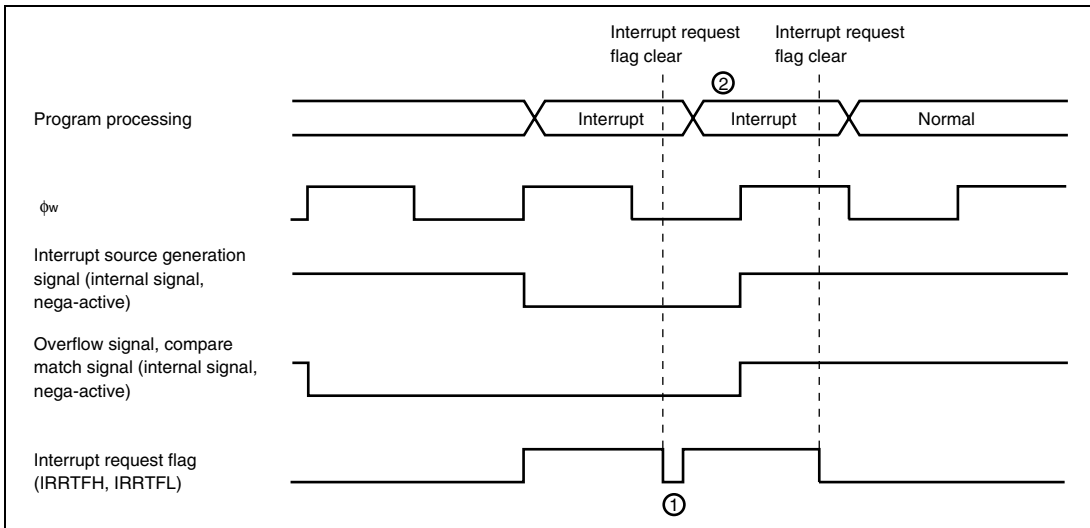 Interrupt request
flag clear
Interrupt request
flag clear
②
Program processing
Interrupt
Interrupt
Normal
φw
Interrupt source generation
signal (internal signal,
nega-active)
Overflow signal, compare
match signal (internal signal,
nega-active)
Interrupt request flag
(IRRTFH, IRRTFL)
①